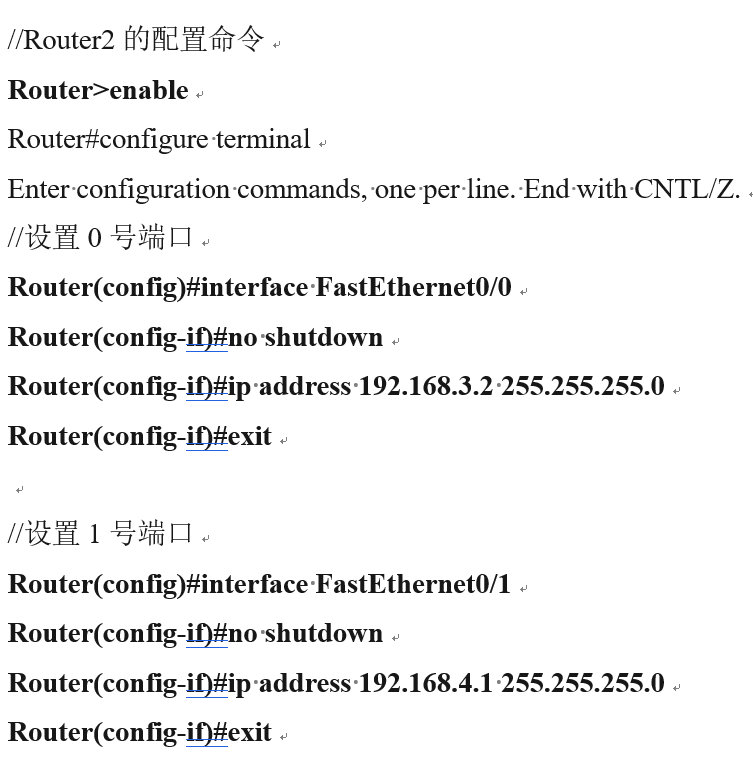 //Router2 的配置命令
Router>enable
Router#configure terminal
Enter configuration commands, one per line. End with CNTL/Z.
//设置 0 号端口
Router(config)#interface FastEthernet0/0
Router(config-if)#no shutdown
Router(config-if)#ip address 192.168.3.2 255.255.255.0
Router(config-if)#exit
//设置 1 号端口
Router(config)#interface FastEthernet0/1
Router(config-if)#no shutdown
Router(config-if)#ip address 192.168.4.1 255.255.255.0
Router(config-if)#exit